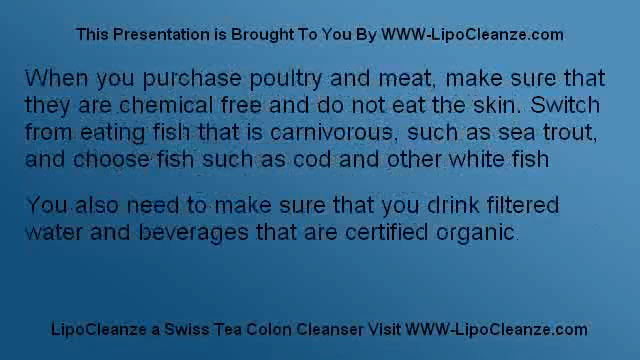 This Presentation is Brought To You By WWW-LipoCleanze.com
When you purchase poultry and meat, make sure that
they are chemical free and do not eat the skin. Switch
from eating fish that is carnivorous, such as sea trout,
and choose fish such as cod and other white fish
You also need to make sure that you drink filtered
water and beverages that are certified organic.
LipoCleanze a Swiss Tea Colon Cleanser Visit WWW-LipoCleanze.com